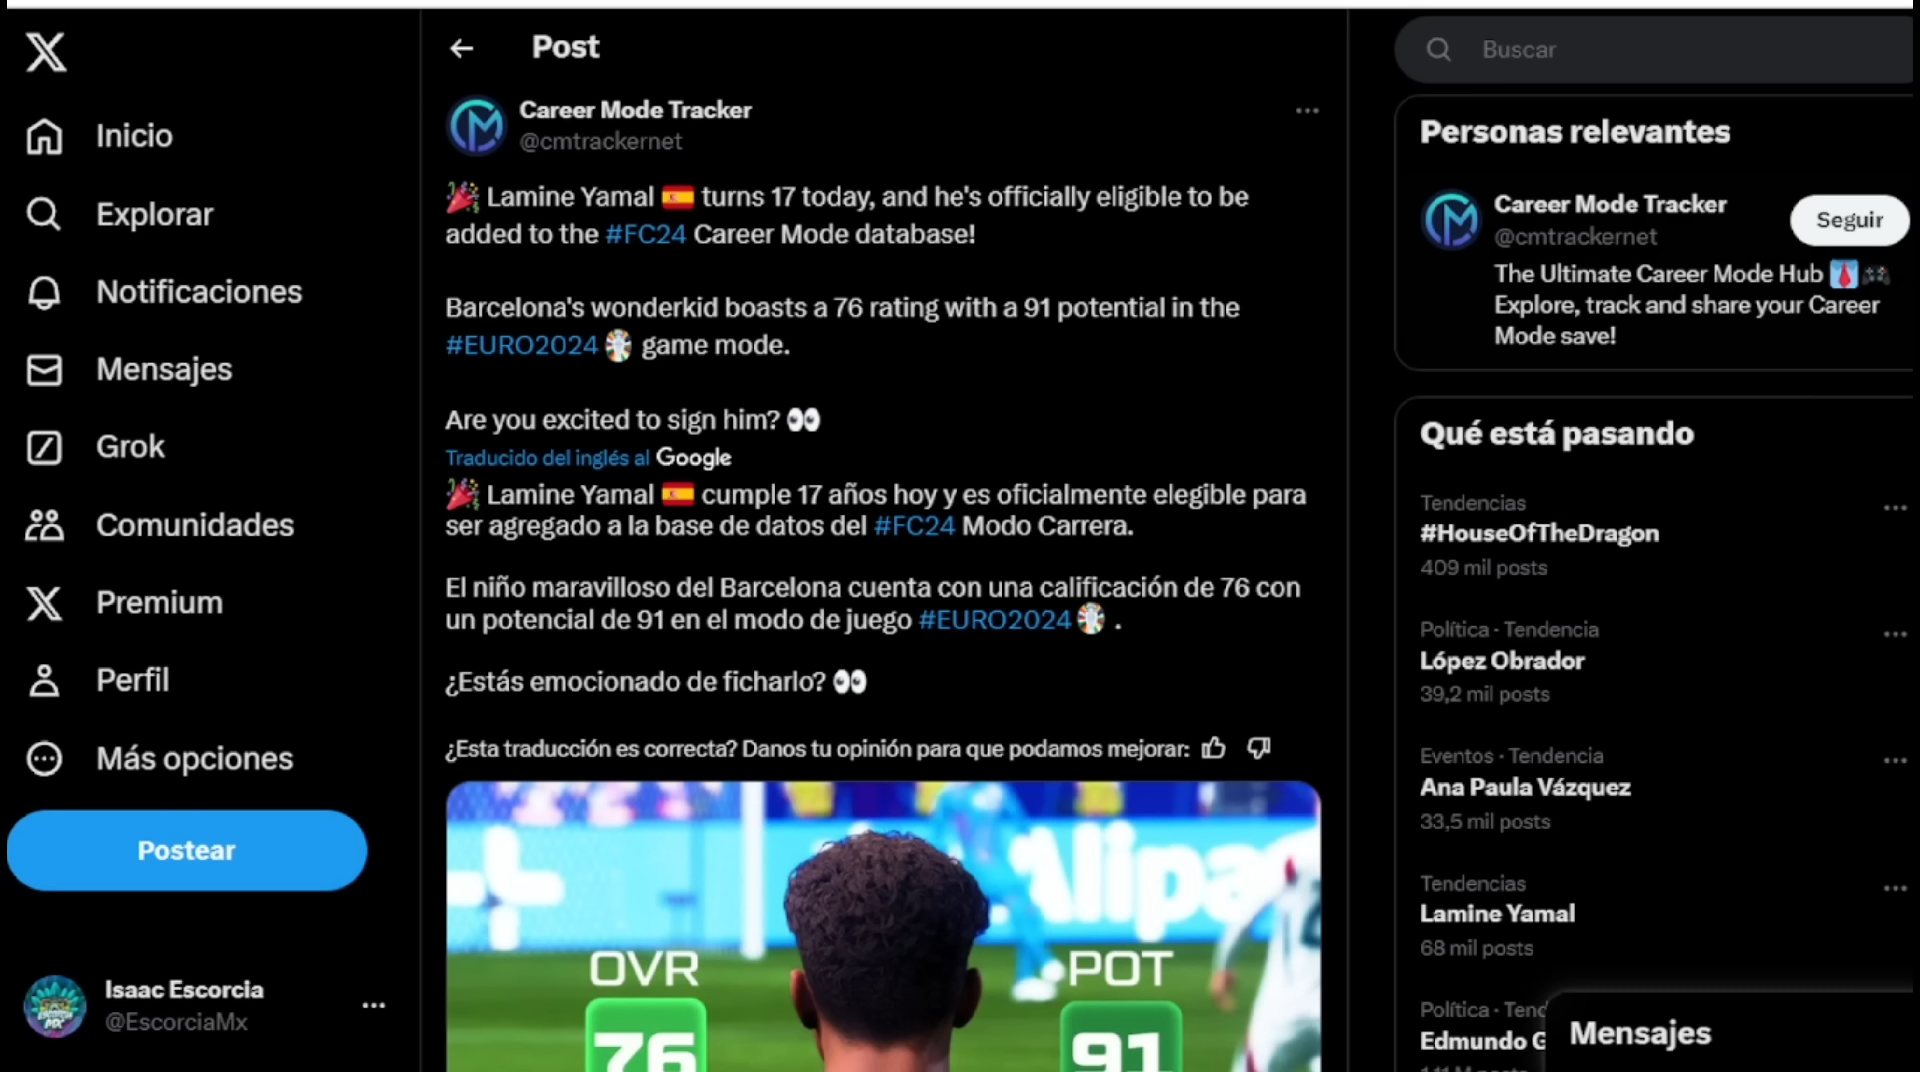 Inicio
Explorar
Notificaciones
Mensajes
Grok
Comunidades
Premium
Perfil
Más opciones
Postear
Isaac Escorcia
@EscorciaMx
Post
Career Mode Tracker
@cmtrackernet
🎉 Lamine Yamal 🇪🇸 turns 17 today, and he's officially eligible to be
added to the #FC24 Career Mode database!
Barcelona's wonderkid boasts a 76 rating with a 91 potential in the
#EURO2024 game mode.
Are you excited to sign him? 👀
Traducido del inglés al Google
🎉 Lamine Yamal 🇪🇸 cumple 17 años hoy y es oficialmente elegible para
ser agregado a la base de datos del #FC24 Modo Carrera.
El niño maravilloso del Barcelona cuenta con una calificación de 76 con
un potencial de 91 en el modo de juego #EURO2024 .
¿Estás emocionado de ficharlo? 👀
¿Esta traducción es correcta? Danos tu opinión para que podamos mejorar:
Alipa
OVR
76
POT
91
Buscar
Personas relevantes
Career Mode Tracker
@cmtrackernet
Seguir
The Ultimate Career Mode Hub
Explore, track and share your Career
Mode save!
Qué está pasando
Tendencias
#HouseOfTheDragon
409 mil posts
Política · Tendencia
López Obrador
39,2 mil posts
Eventos · Tendencia
Ana Paula Vázquez
33,5 mil posts
Tendencias
Lamine Yamal
68 mil posts
Política · Tend
Edmundo G
Mensajes